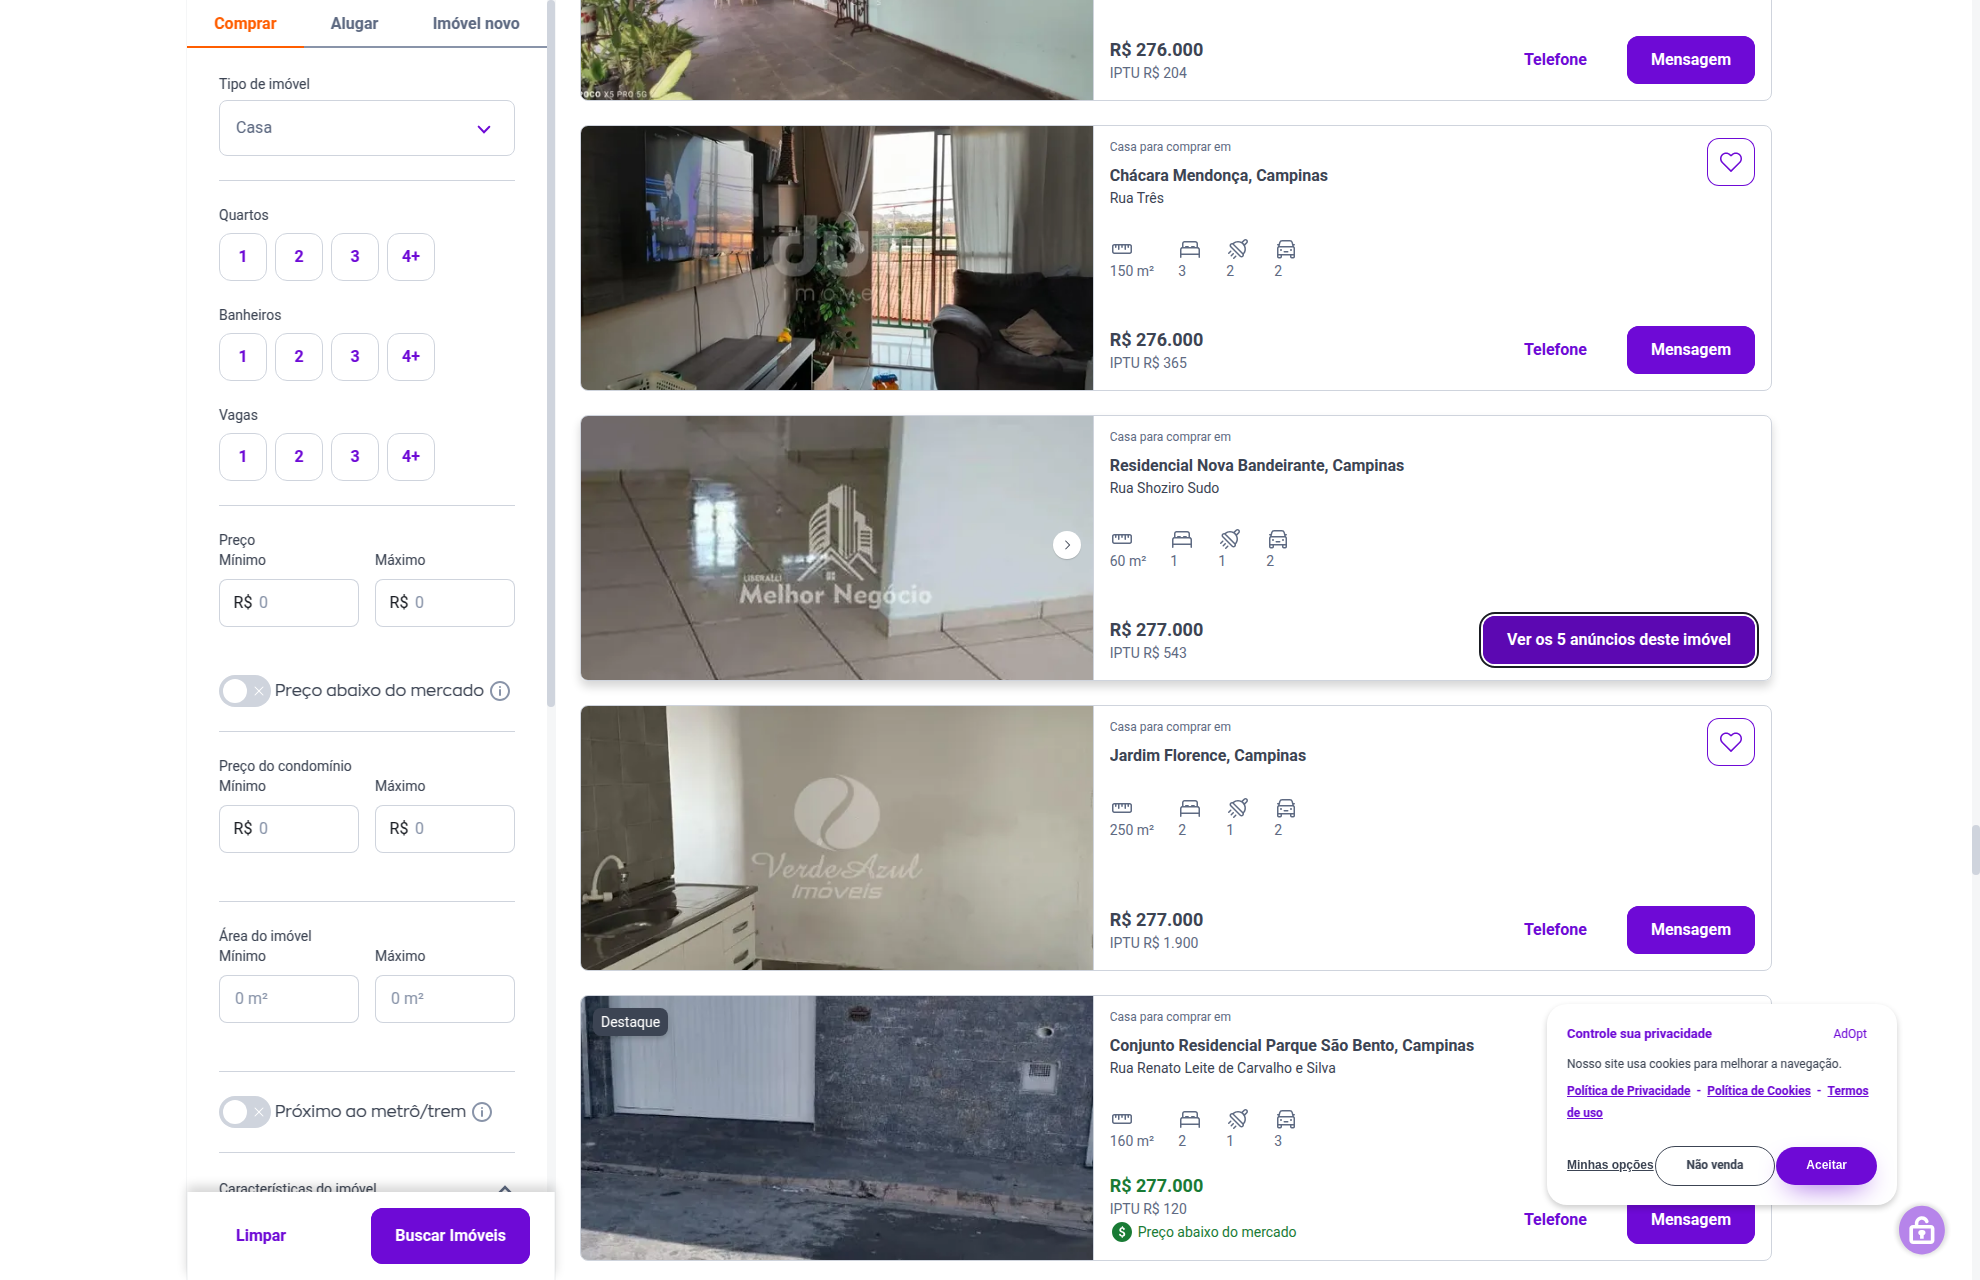 Comprar
Alugar
Imóvel novo
Tipo de imóvel
Casa
Quartos
1
2
3
4+
Banheiros
1
2
3
4+
Vagas
1
2
3
4+
Preço
Mínimo
Máximo
R$ 0
R$ 0
Preço abaixo do mercado
Preço do condomínio
Mínimo
Máximo
R$ 0
R$ 0
Área do imóvel
Mínimo
Máximo
0 m²
0 m²
Próximo ao metrô/trem
Características do imóvel
Limpar
Buscar Imóveis
POCO X5 PRO 5G
R$ 276.000
IPTU R$ 204
Telefone
Mensagem
imóveis
Casa para comprar em
Chácara Mendonça, Campinas
Rua Três
150 m²
3
2
2
R$ 276.000
IPTU R$ 365
Telefone
Mensagem
LIBERALLI
Melhor Negócio
Casa para comprar em
Residencial Nova Bandeirante, Campinas
Rua Shoziro Sudo
60 m²
1
1
2
R$ 277.000
IPTU R$ 543
Ver os 5 anúncios deste imóvel
VerdeAzul
Imóveis
Casa para comprar em
Jardim Florence, Campinas
250 m²
2
1
2
R$ 277.000
IPTU R$ 1.900
Telefone
Mensagem
Destaque
Casa para comprar em
Conjunto Residencial Parque São Bento, Campinas
Rua Renato Leite de Carvalho e Silva
160 m²
2
1
3
R$ 277.000
IPTU R$ 120
Preço abaixo do mercado
Telefone
Mensagem
Controle sua privacidade
AdOpt
Nosso site usa cookies para melhorar a navegação.
Política de Privacidade - Política de Cookies - Termos
de uso
Minhas opções
Não venda
Aceitar